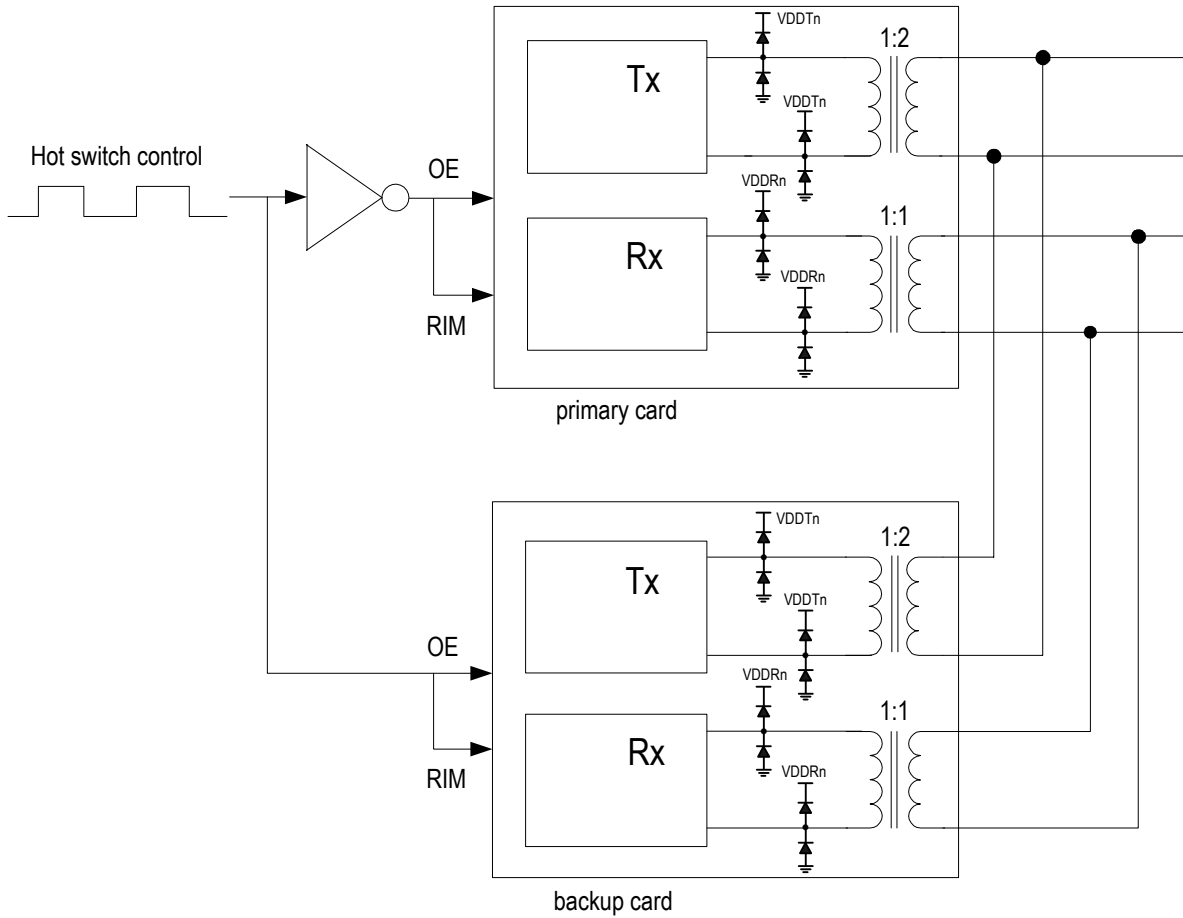 VDDTn
1:2
Tx
VDDTn
Hot switch control
OE
VDDRn
1:1
Rx
VDDRn
RIM
primary card
VDDTn
1:2
Tx
VDDTn
OE
VDDRn
1:1
Rx
VDDRn
RIM
backup card